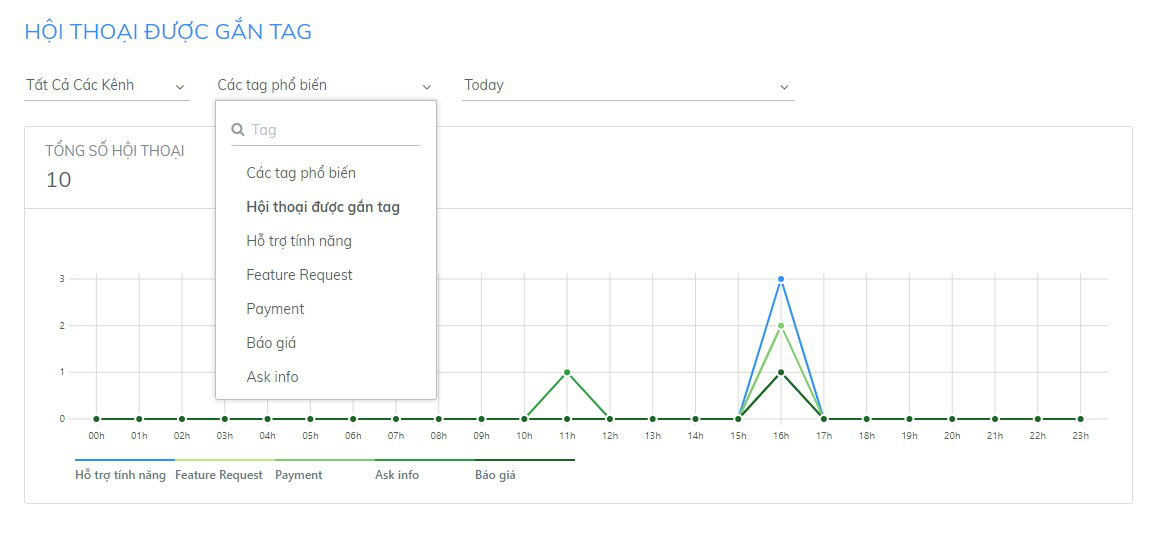 HỘI THOẠI ĐƯỢC GẮN TAG
Tất Cả Các Kênh
Các tag phổ biến
Today
Tag
Các tag phổ biến
Hội thoại được gắn tag
Hỗ trợ tính năng
Feature Request
Payment
Báo giá
Ask info
TỔNG SỐ HỘI THOẠI
10
3
2
1
0
00h 01h 02h 03h 04h 05h 06h 07h 08h 09h 10h 11h 12h 13h 14h 15h 16h 17h 18h 19h 20h 21h 22h 23h
Hỗ trợ tính năng Feature Request Payment Ask info Báo giá